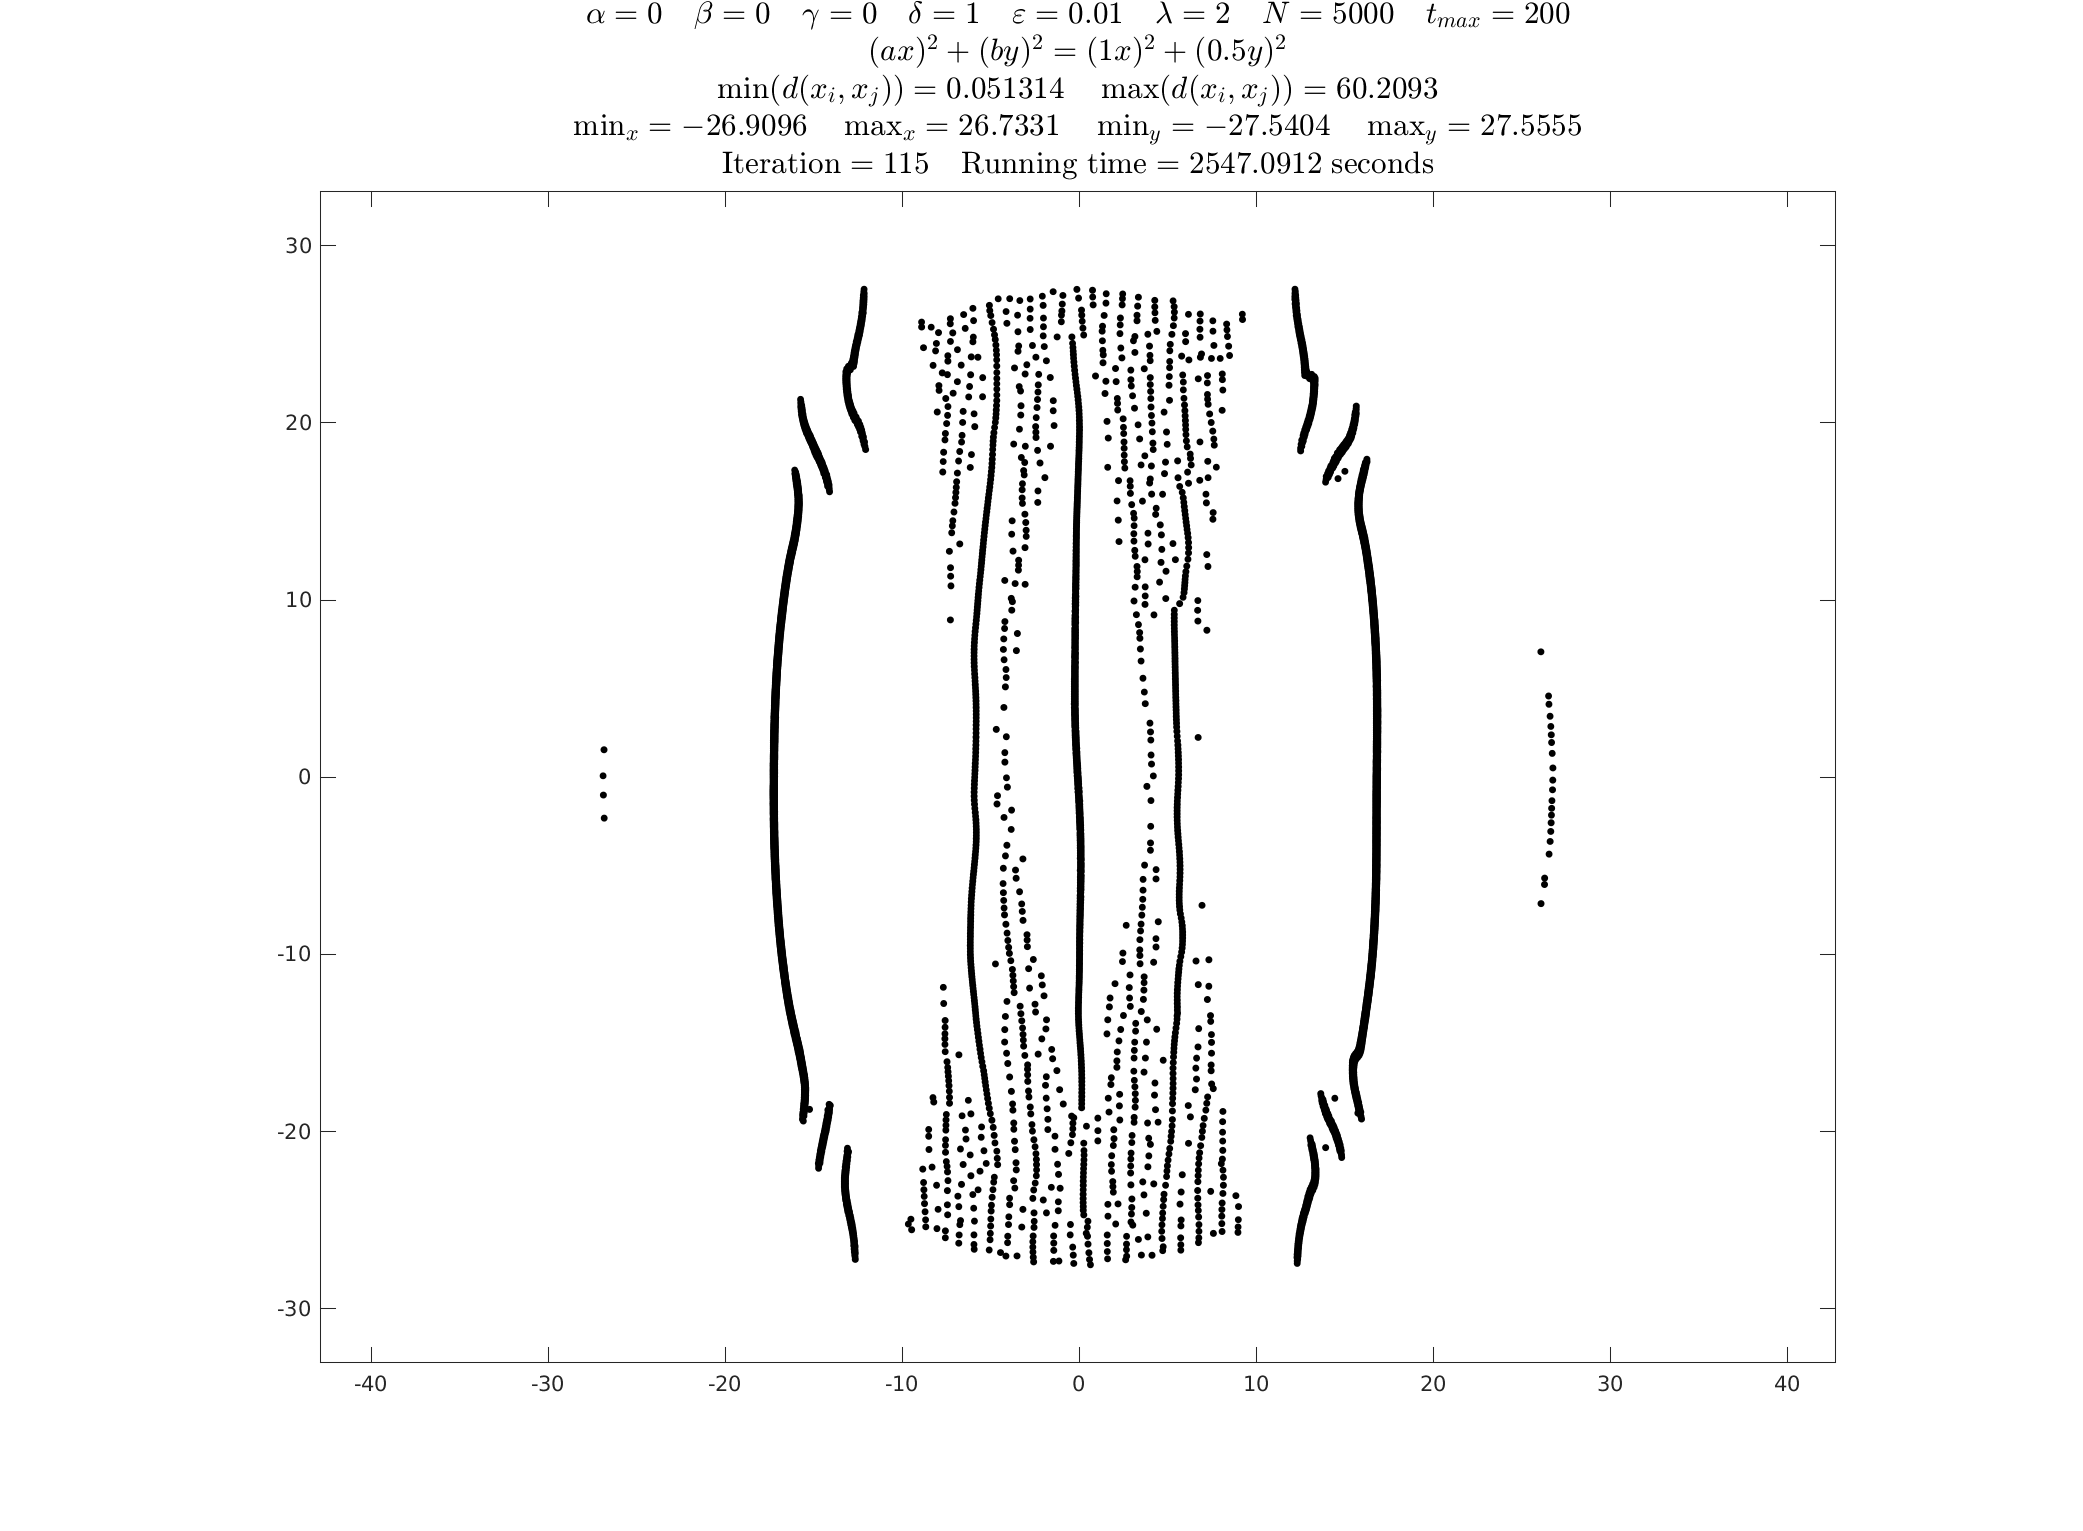 α = 0 β = 0 γ = 0 δ = 1 ε = 0.01 λ = 2 N = 5000 t_max = 200
(ax)² + (by)² = (1x)² + (0.5y)²
min(d(x_i, x_j)) = 0.051314 max(d(x_i, x_j)) = 60.2093
min_x = −26.9096 max_x = 26.7331 min_y = −27.5404 max_y = 27.5555
Iteration = 115 Running time = 2547.0912 seconds
30
20
10
0
-10
-20
-30
-40 -30 -20 -10 0 10 20 30 40